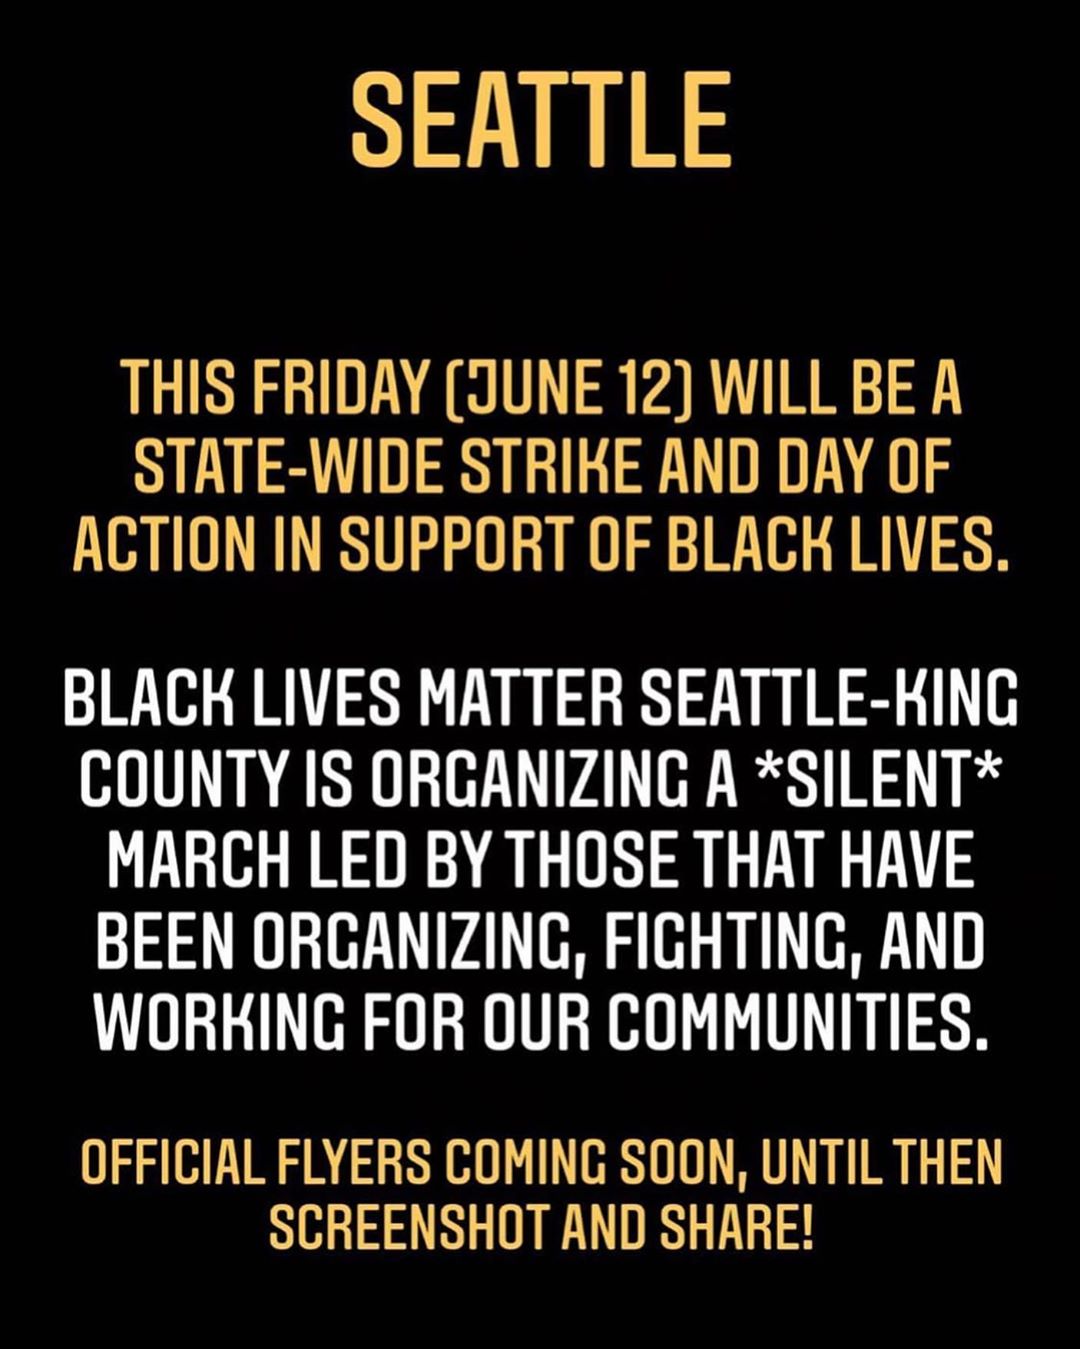 SEATTLE
THIS FRIDAY (JUNE 12) WILL BE A
STATE-WIDE STRIKE AND DAY OF
ACTION IN SUPPORT OF BLACK LIVES.
BLACK LIVES MATTER SEATTLE-KING
COUNTY IS ORGANIZING A *SILENT*
MARCH LED BY THOSE THAT HAVE
BEEN ORGANIZING, FIGHTING, AND
WORKING FOR OUR COMMUNITIES.
OFFICIAL FLYERS COMING SOON, UNTIL THEN
SCREENSHOT AND SHARE!